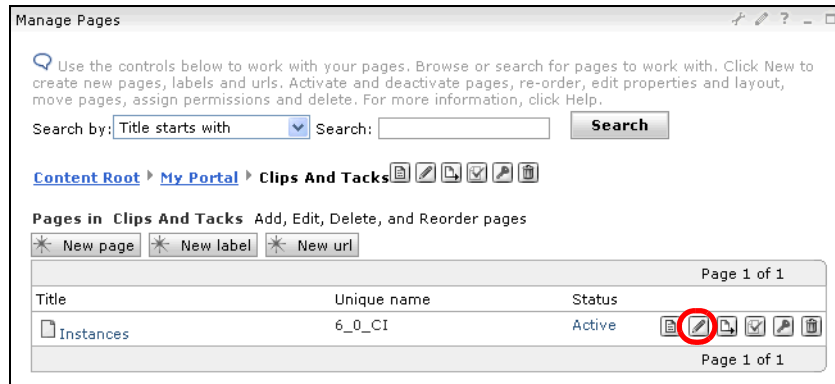 Manage Pages
Use the controls below to work with your pages. Browse or search for pages to work with. Click New to
create new pages, labels and urls. Activate and deactivate pages, re-order, edit properties and layout,
move pages, assign permissions and delete. For more information, click Help.
Search by: Title starts with Search: Search
Content Root My Portal Clips And Tacks
Pages in Clips And Tacks Add, Edit, Delete, and Reorder pages
New page New label New url
Page 1 of 1
Title Unique name Status
Instances 6_0_CI Active
Page 1 of 1